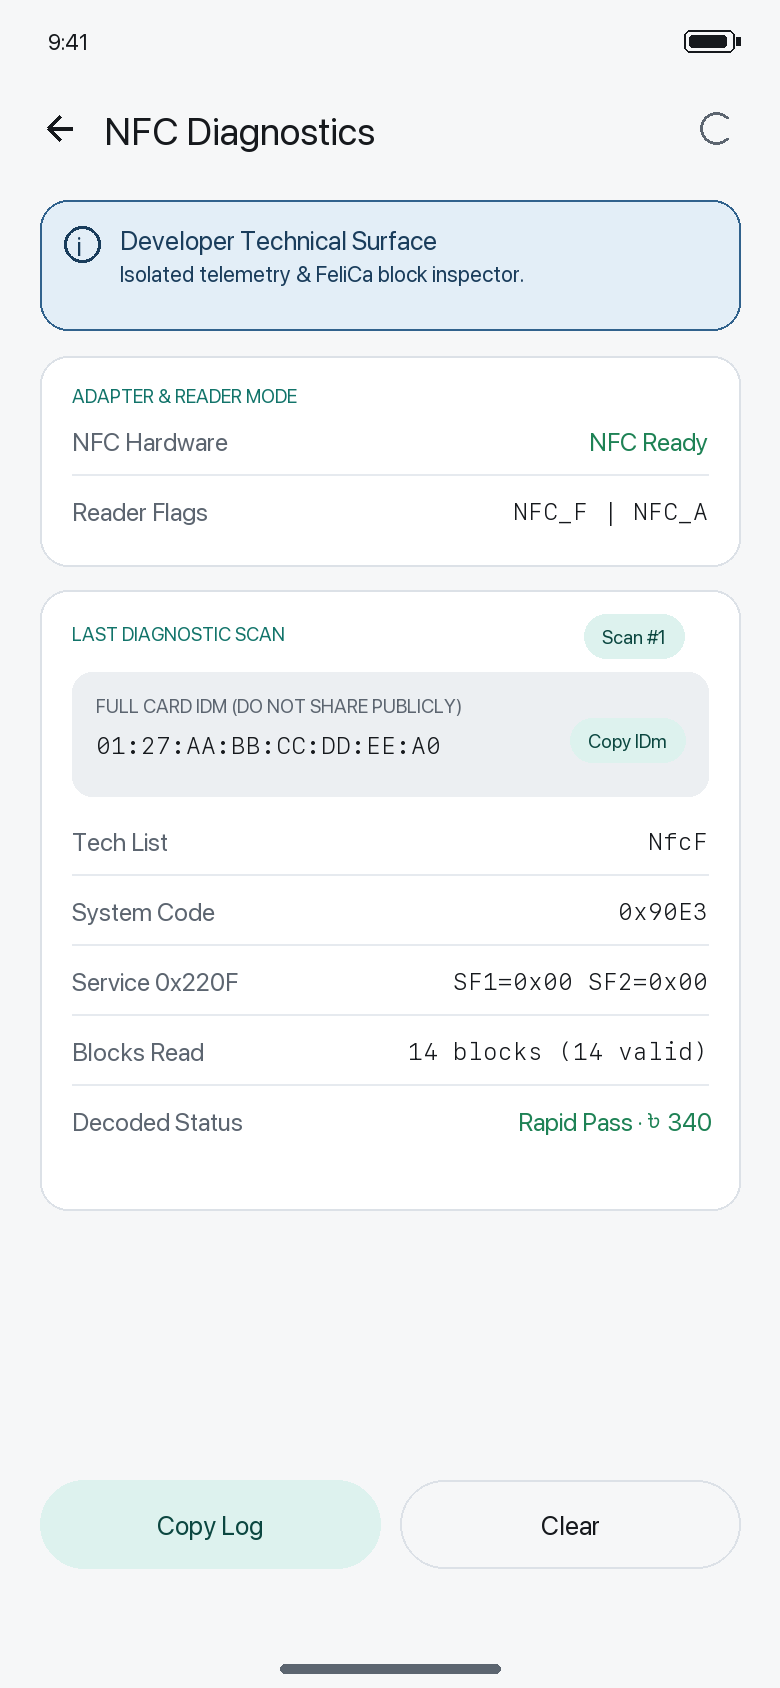 9:41
NFC Diagnostics
Developer Technical Surface
Isolated telemetry & FeliCa block inspector.
ADAPTER & READER MODE
NFC Hardware NFC Ready
Reader Flags NFC_F | NFC_A
LAST DIAGNOSTIC SCAN Scan #1
FULL CARD IDM (DO NOT SHARE PUBLICLY)
01:27:AA:BB:CC:DD:EE:A0 Copy IDm
Tech List NfcF
System Code 0x90E3
Service 0x220F SF1=0x00 SF2=0x00
Blocks Read 14 blocks (14 valid)
Decoded Status Rapid Pass · ৳ 340
Copy Log Clear